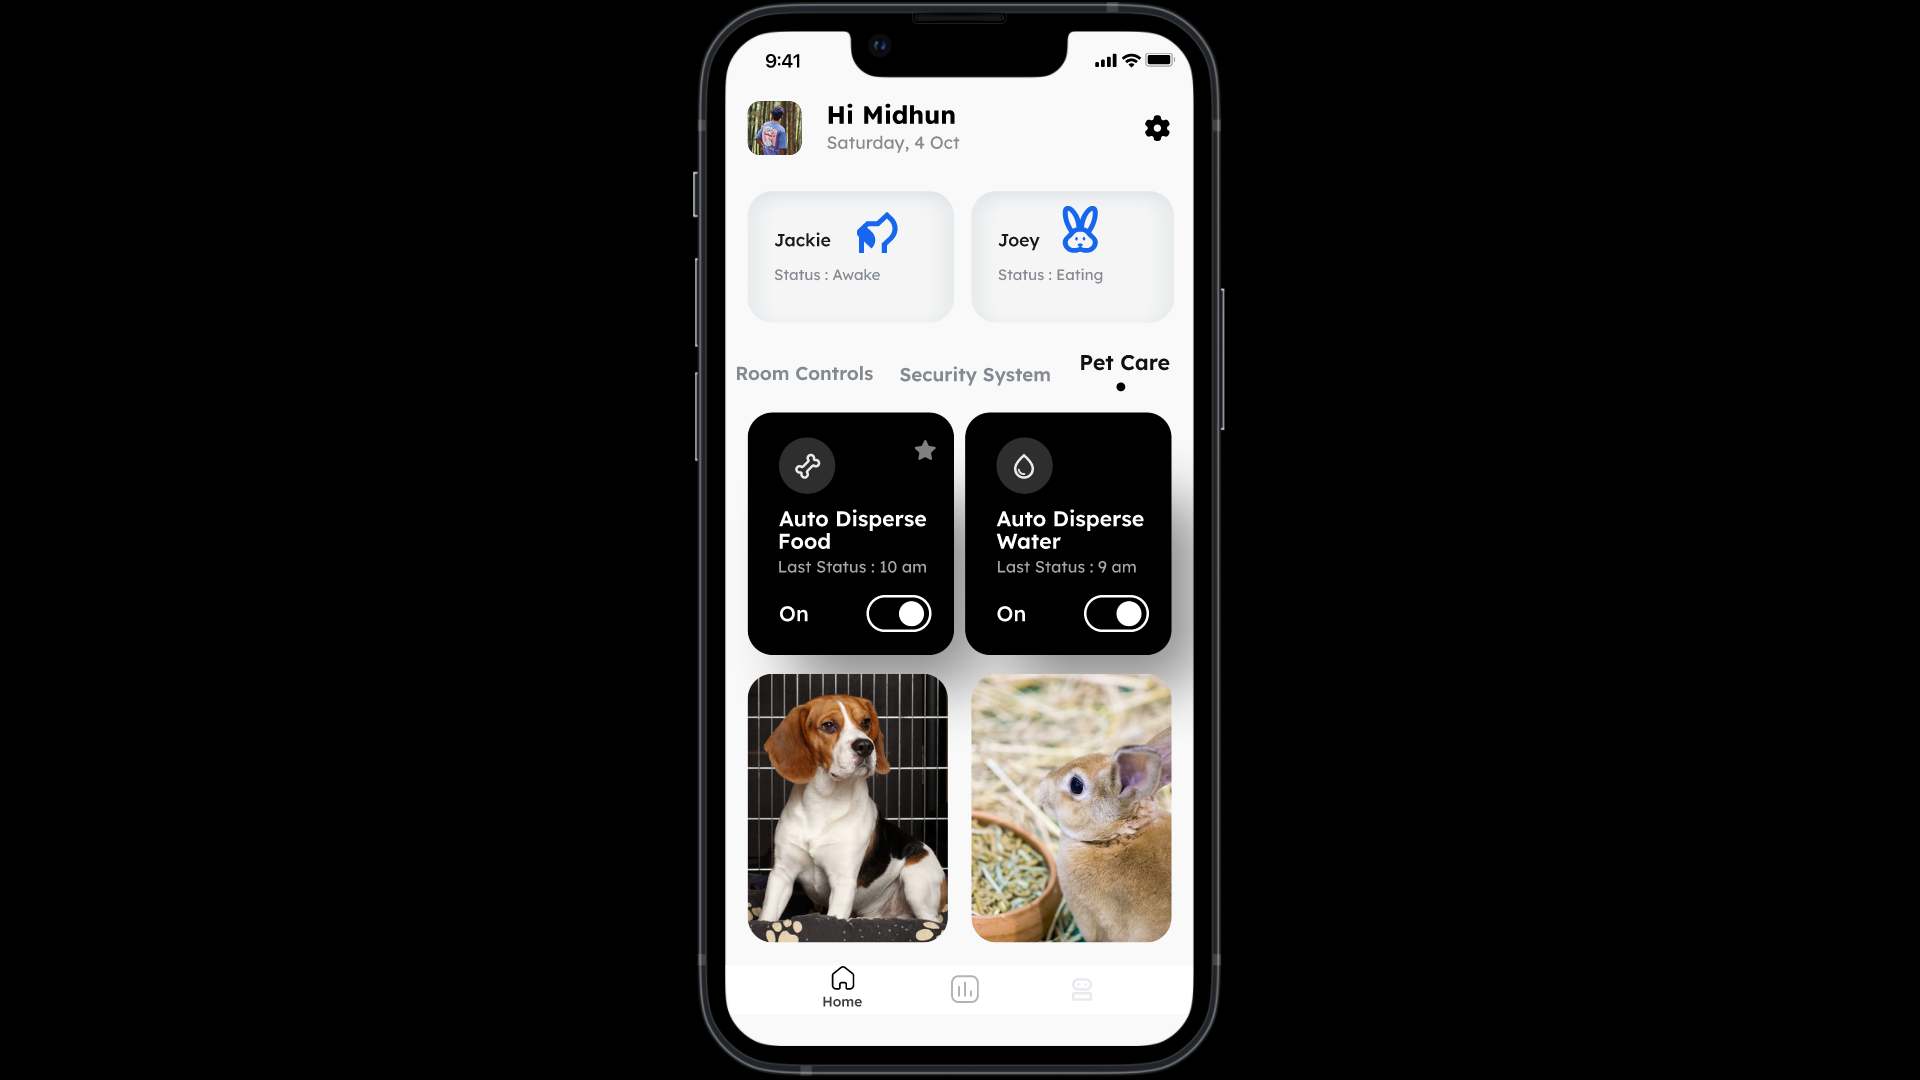 9:41
Hi Midhun
Saturday, 4 Oct
Jackie
Status : Awake
Joey
Status : Eating
Room Controls
Security System
Pet Care
Auto Disperse
Food
Last Status : 10 am
On
Auto Disperse
Water
Last Status : 9 am
On
Home